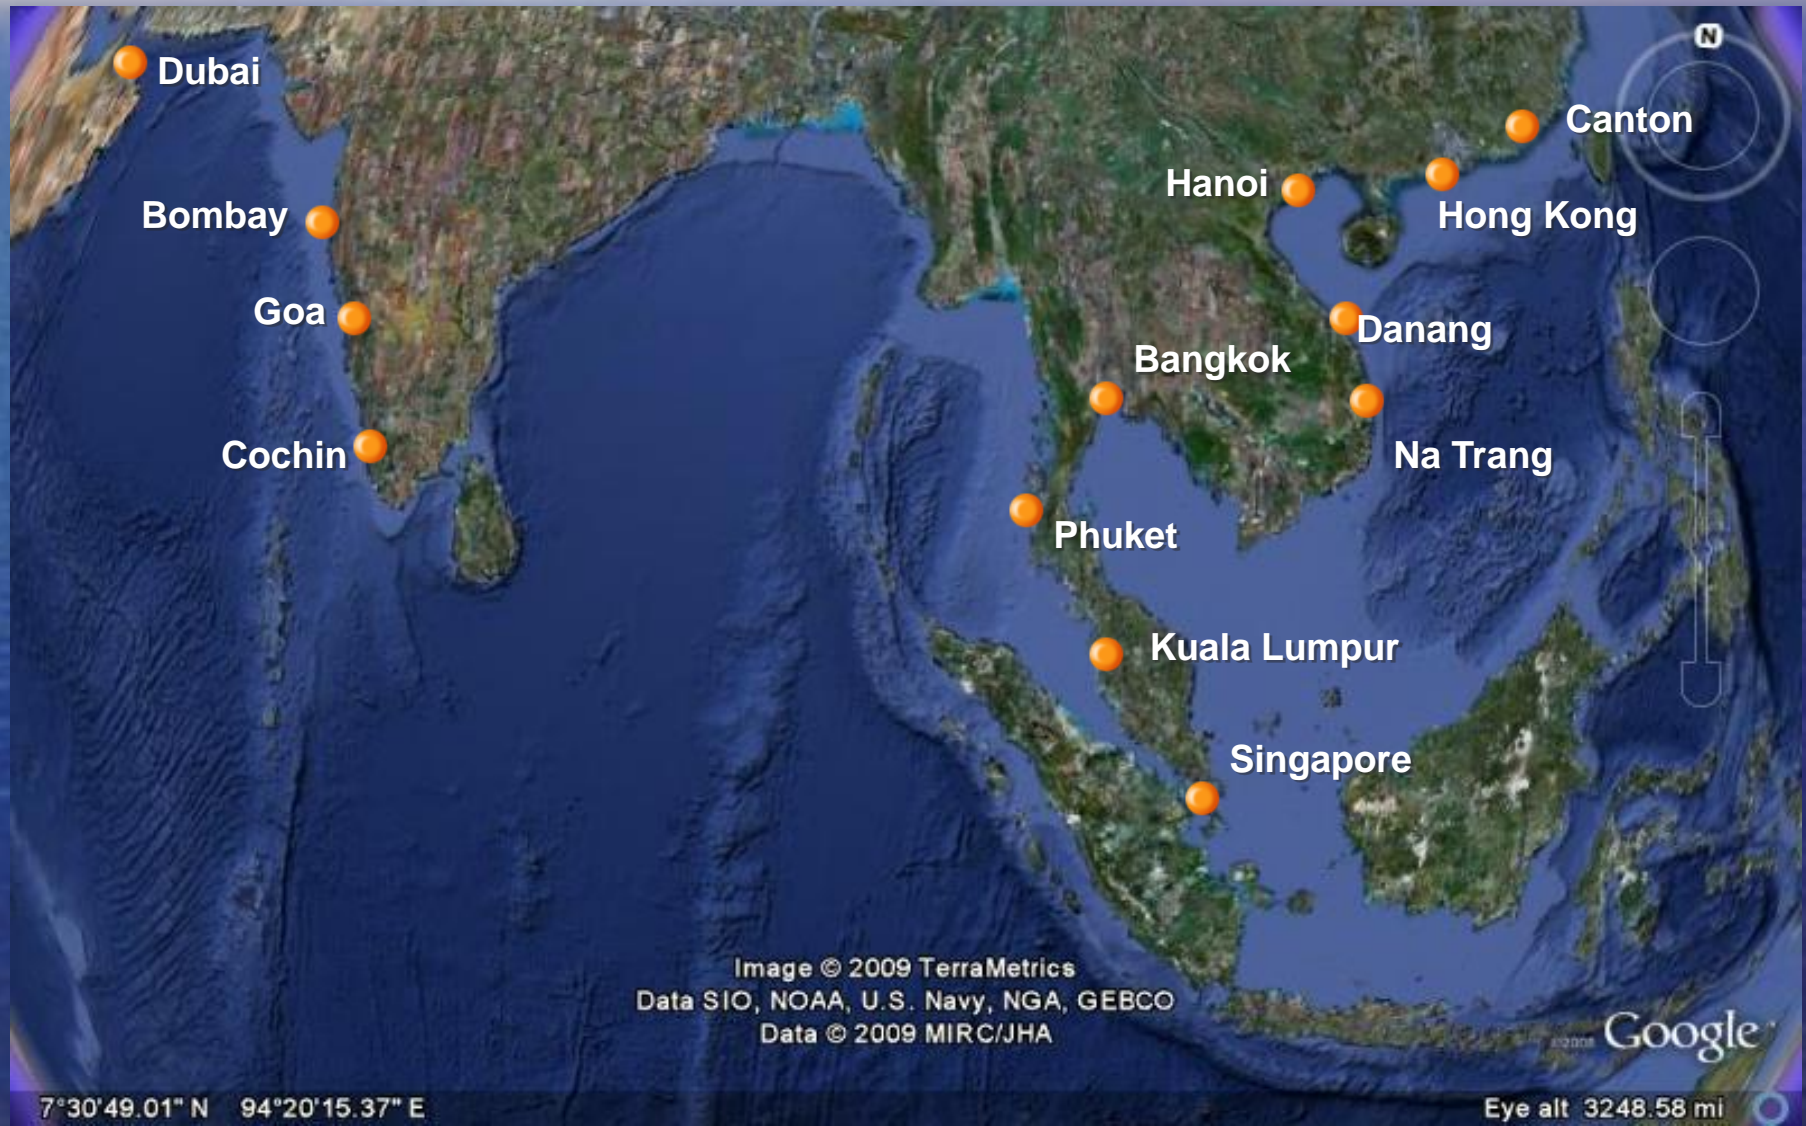 N
Dubai
Canton
Hanoi
Bombay
Hong Kong
Goa
Danang
Bangkok
Cochin
Na Trang
Phuket
Kuala Lumpur
Singapore
Image © 2009 TerraMetrics
Data SIO, NOAA, U.S. Navy, NGA, GEBCO
Data © 2009 MIRC/JHA
©2009 Google
7°30'49.01" N 94°20'15.37" E
Eye alt 3248.58 mi